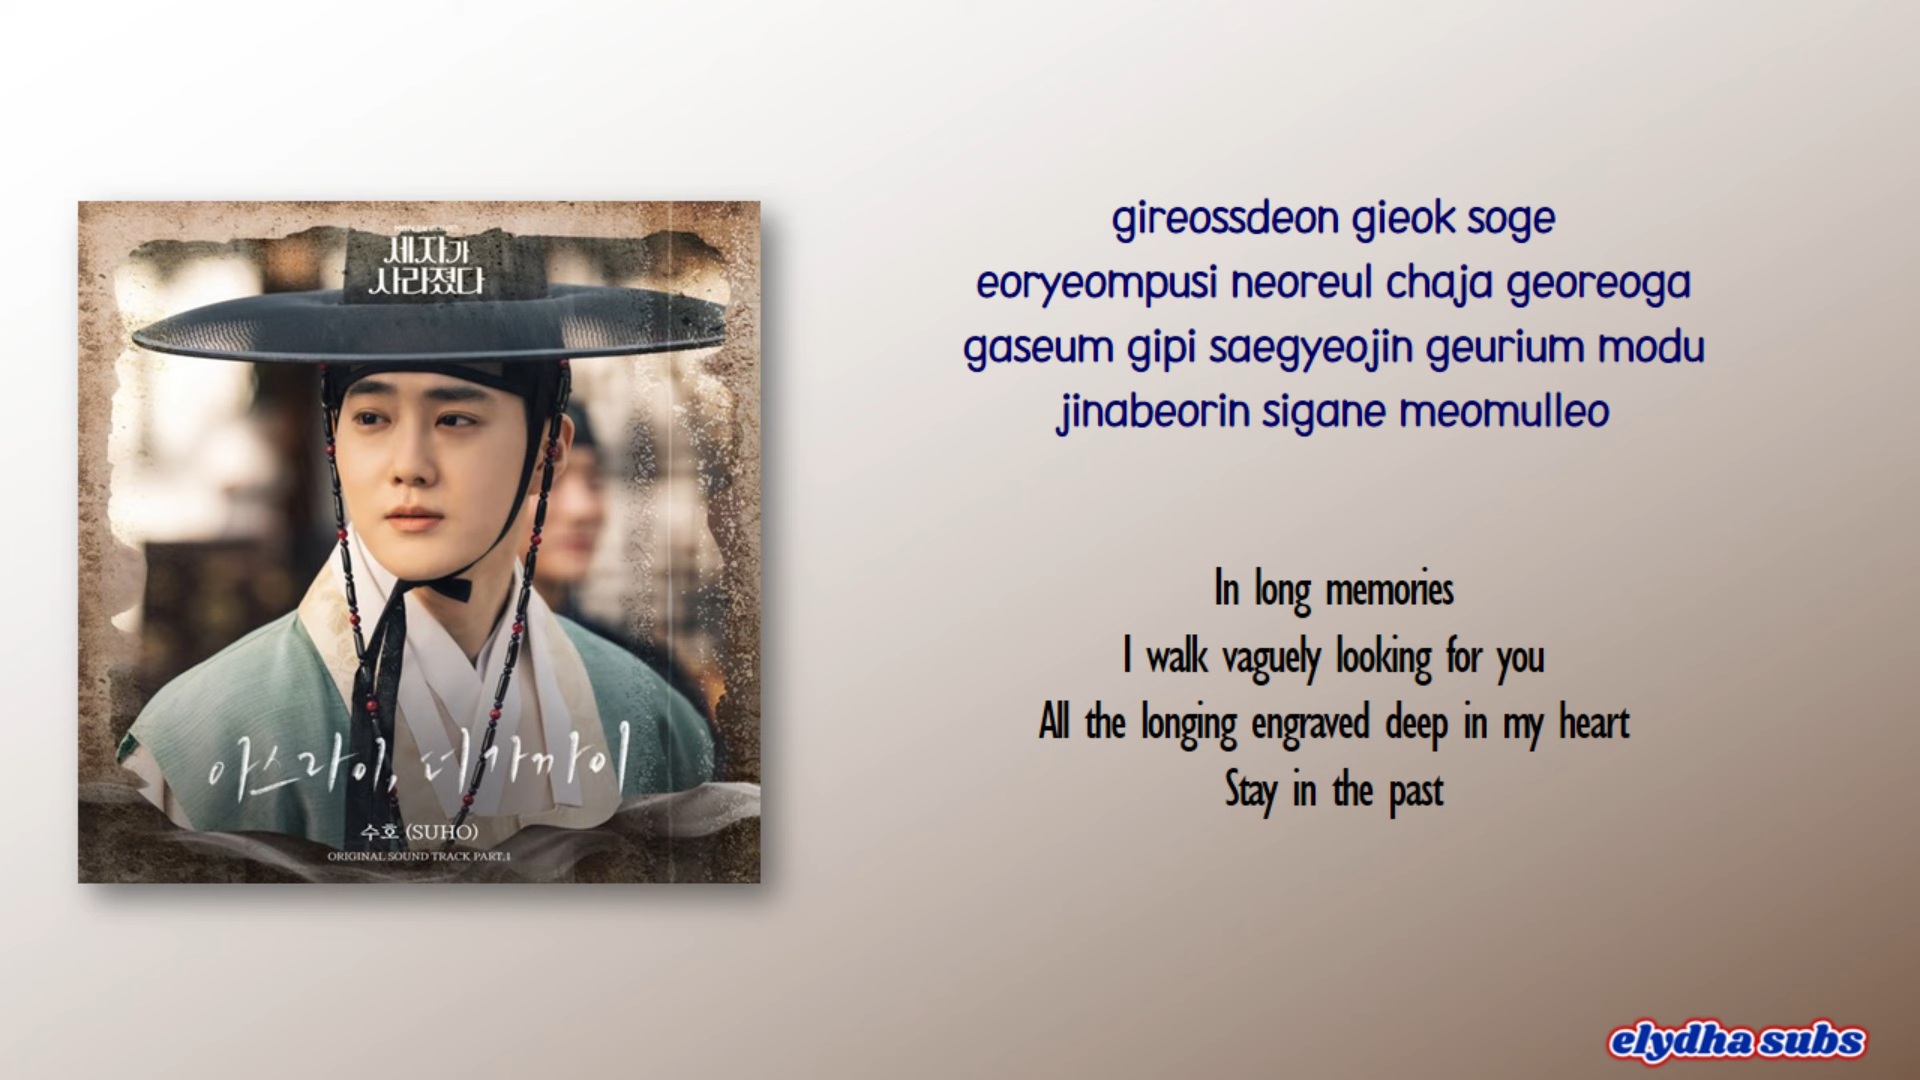 세자가
사라졌다
아스라이, 더 가까이
수호 (SUHO)
ORIGINAL SOUND TRACK PART.1
gireossdeon gieok soge
eoryeompusi neoreul chaja georeoga
gaseum gipi saegyeojin geurium modu
jinabeorin sigane meomulleo
In long memories
I walk vaguely looking for you
All the longing engraved deep in my heart
Stay in the past
elydha subs